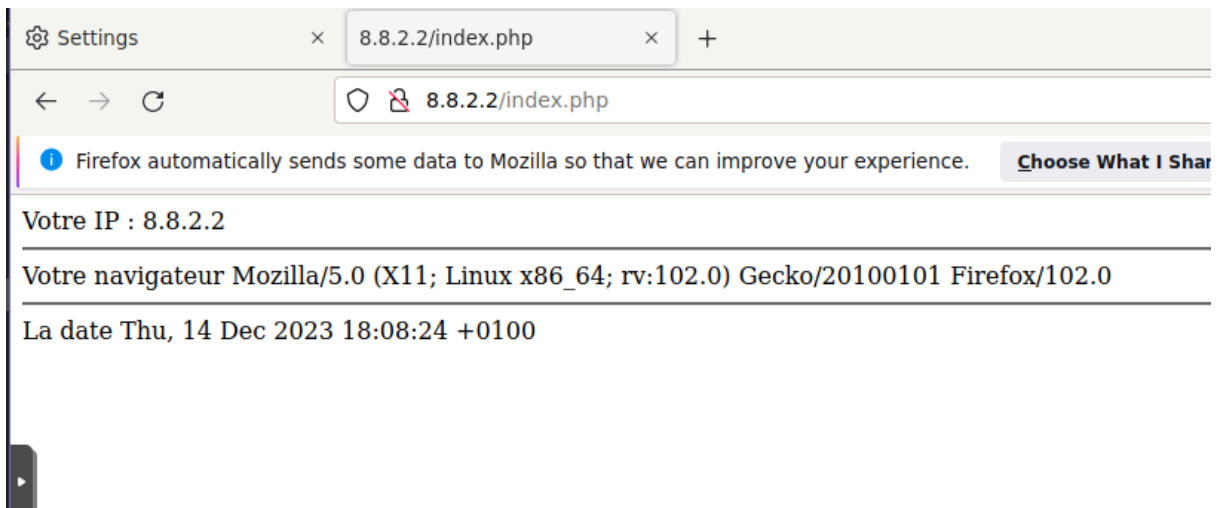 Settings
8.8.2.2/index.php
8.8.2.2/index.php
Firefox automatically sends some data to Mozilla so that we can improve your experience. Choose What I Shar
Votre IP : 8.8.2.2
Votre navigateur Mozilla/5.0 (X11; Linux x86_64; rv:102.0) Gecko/20100101 Firefox/102.0
La date Thu, 14 Dec 2023 18:08:24 +0100